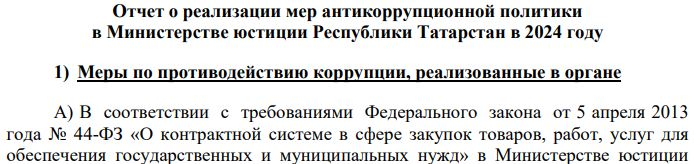 Отчет о реализации мер антикоррупционной политики
в Министерстве юстиции Республики Татарстан в 2024 году
1) Меры по противодействию коррупции, реализованные в органе
А) В соответствии с требованиями Федерального закона от 5 апреля 2013
года № 44-ФЗ «О контрактной системе в сфере закупок товаров, работ, услуг для
обеспечения государственных и муниципальных нужд» в Министерстве юстиции